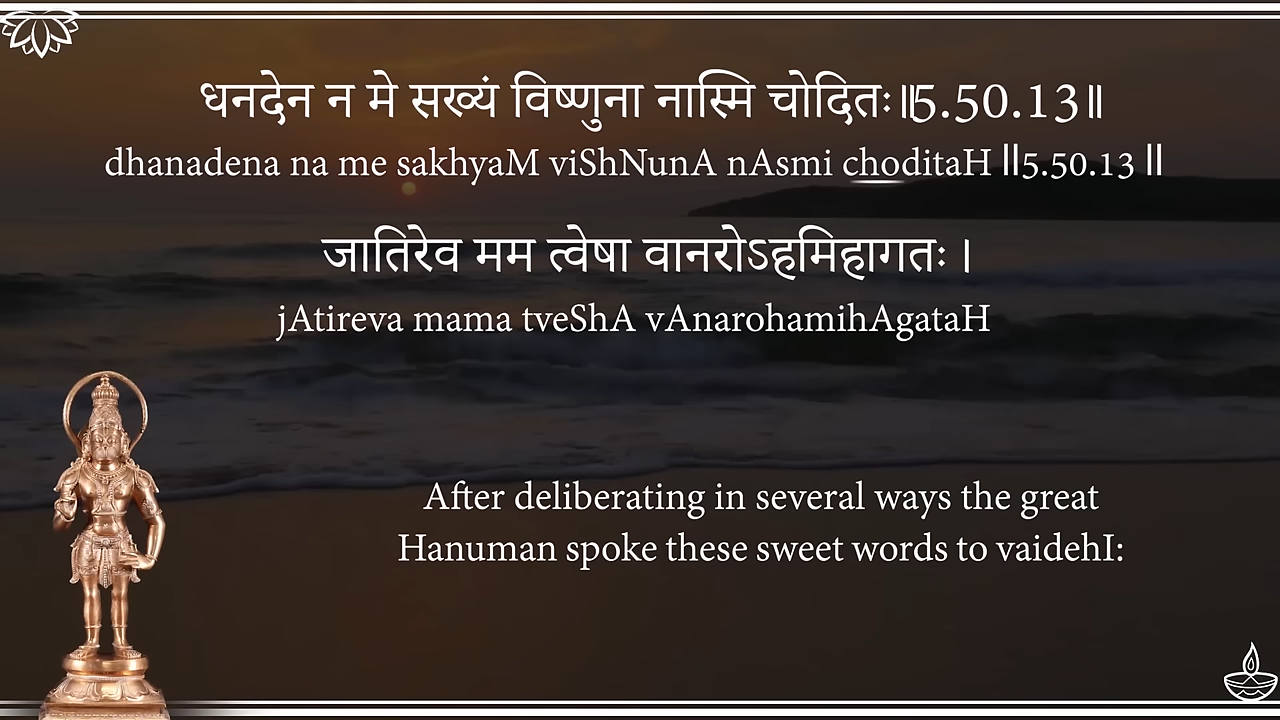 धनदेन न मे सख्यं विष्णुना नास्मि चोदितः॥5.50.13॥
dhanadena na me sakhyaM viShNunA nAsmi choditaH ||5.50.13 ||
जातिरेव मम त्वेषा वानरोऽहमिहागतः ।
jAtireva mama tveShA vAnarohamihAgataH
After deliberating in several ways the great
Hanuman spoke these sweet words to vaidehI: